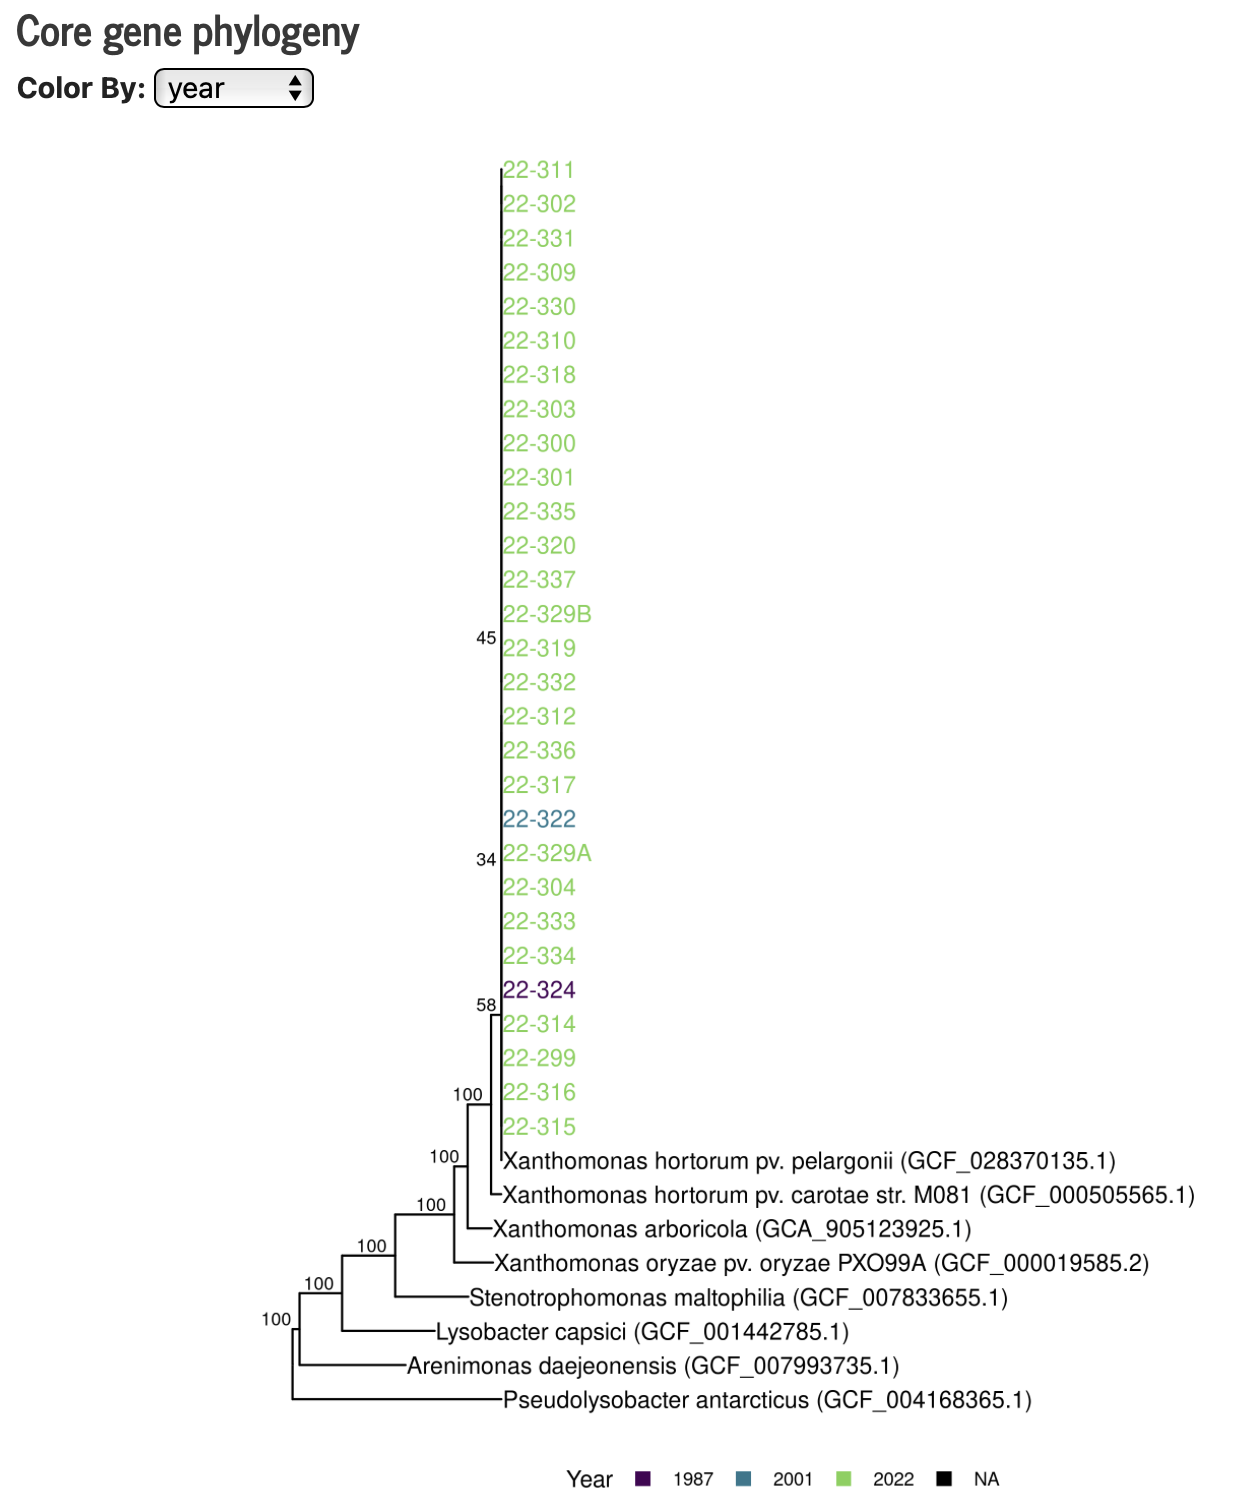 Core gene phylogeny
Color By: year
22-311
22-302
22-331
22-309
22-330
22-310
22-318
22-303
22-300
22-301
22-335
22-320
22-337
22-329B
45
22-319
22-332
22-312
22-336
22-317
22-322
34 22-329A
22-304
22-333
22-334
22-324
58
22-314
22-299
100 22-316
22-315
100 Xanthomonas hortorum pv. pelargonii (GCF_028370135.1)
Xanthomonas hortorum pv. carotae str. M081 (GCF_000505565.1)
100
Xanthomonas arboricola (GCA_905123925.1)
100
Xanthomonas oryzae pv. oryzae PXO99A (GCF_000019585.2)
100
Stenotrophomonas maltophilia (GCF_007833655.1)
100
Lysobacter capsici (GCF_001442785.1)
Arenimonas daejeonensis (GCF_007993735.1)
Pseudolysobacter antarcticus (GCF_004168365.1)
Year 1987 2001 2022 NA